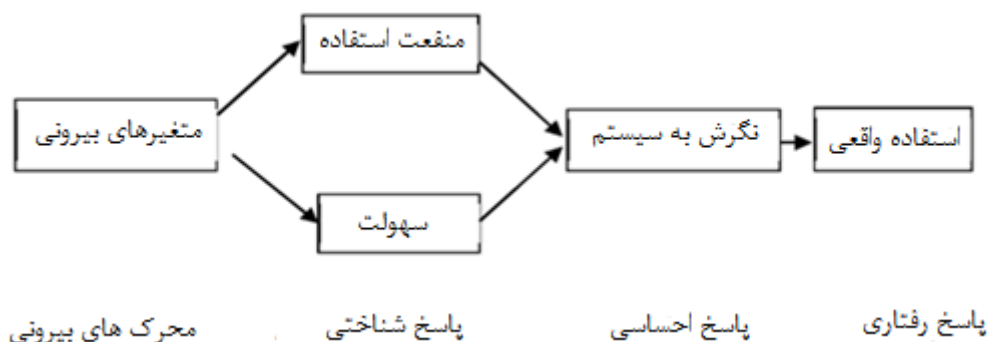 منفعت استفاده
متغیرهای بیرونی
نگرش به سیستم
استفاده واقعی
سهولت
محرک های بیرونی
پاسخ شناختی
پاسخ احساسی
پاسخ رفتاری